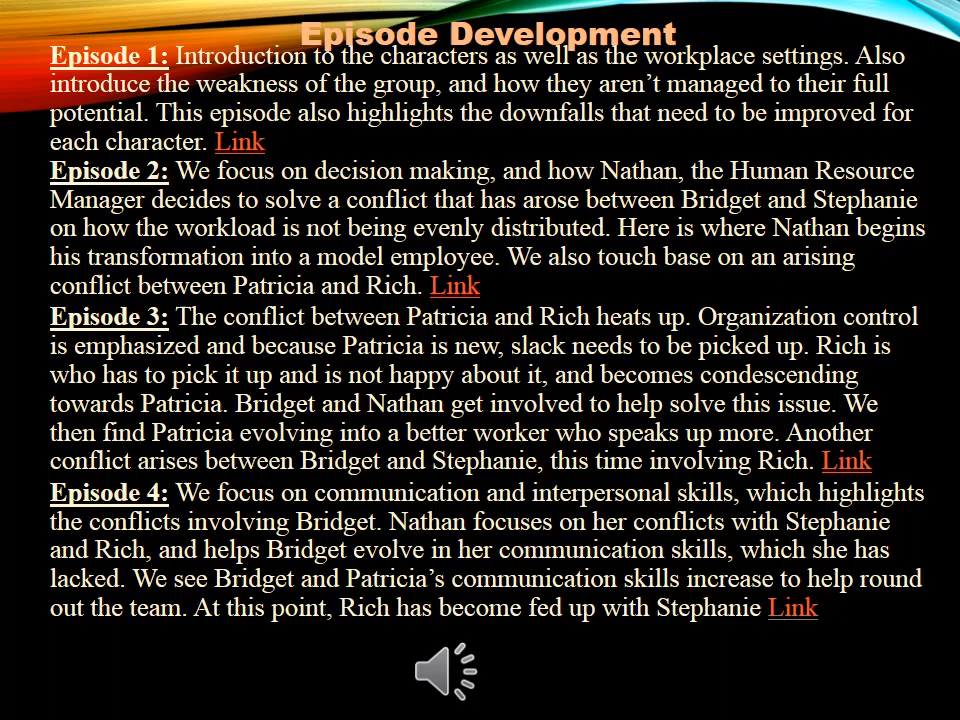 Episode Development
Episode 1: Introduction to the characters as well as the workplace settings. Also
introduce the weakness of the group, and how they aren’t managed to their full
potential. This episode also highlights the downfalls that need to be improved for
each character. Link
Episode 2: We focus on decision making, and how Nathan, the Human Resource
Manager decides to solve a conflict that has arose between Bridget and Stephanie
on how the workload is not being evenly distributed. Here is where Nathan begins
his transformation into a model employee. We also touch base on an arising
conflict between Patricia and Rich. Link
Episode 3: The conflict between Patricia and Rich heats up. Organization control
is emphasized and because Patricia is new, slack needs to be picked up. Rich is
who has to pick it up and is not happy about it, and becomes condescending
towards Patricia. Bridget and Nathan get involved to help solve this issue. We
then find Patricia evolving into a better worker who speaks up more. Another
conflict arises between Bridget and Stephanie, this time involving Rich. Link
Episode 4: We focus on communication and interpersonal skills, which highlights
the conflicts involving Bridget. Nathan focuses on her conflicts with Stephanie
and Rich, and helps Bridget evolve in her communication skills, which she has
lacked. We see Bridget and Patricia’s communication skills increase to help round
out the team. At this point, Rich has become fed up with Stephanie Link